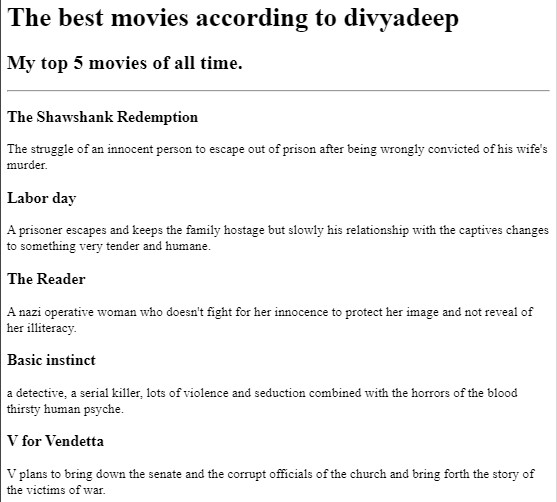 The best movies according to divyadeep
My top 5 movies of all time.
The Shawshank Redemption
The struggle of an innocent person to escape out of prison after being wrongly convicted of his wife's
murder.
Labor day
A prisoner escapes and keeps the family hostage but slowly his relationship with the captives changes
to something very tender and humane.
The Reader
A nazi operative woman who doesn't fight for her innocence to protect her image and not reveal of
her illiteracy.
Basic instinct
a detective, a serial killer, lots of violence and seduction combined with the horrors of the blood
thirsty human psyche.
V for Vendetta
V plans to bring down the senate and the corrupt officials of the church and bring forth the story of
the victims of war.